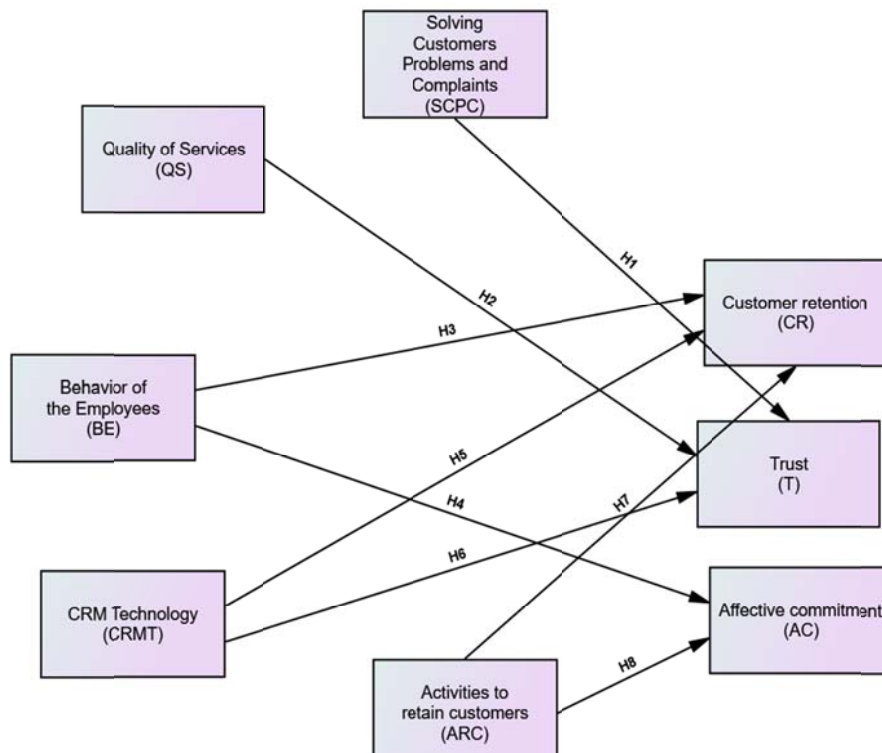 Solving
Customers
Problems and
Complaints
(SCPC)
Quality of Services
(QS)
H1
H2
Customer retention
(CR)
H3
Behavior of
the Employees
(BE)
H5
Trust
(T)
H4
H7
H6
CRM Technology
(CRMT)
Affective commitment
(AC)
H8
Activities to
retain customers
(ARC)